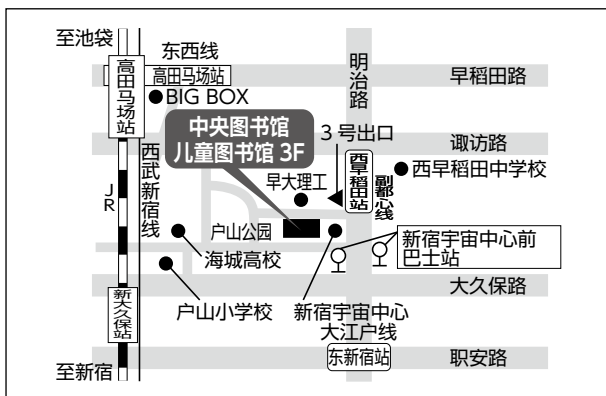 至池袋
东西线
高田马场站
高田马场站
明治路
早稻田路
BIG BOX
中央图书馆
儿童图书馆 3F
3号出口
诹访路
西武新宿线
JR
早大理工
西早稻田站
副都心线
西早稻田中学校
户山公园
新宿宇宙中心前
巴士站
海城高校
大久保路
户山小学校
新宿宇宙中心
新大久保站
大江户线
东新宿站
职安路
至新宿